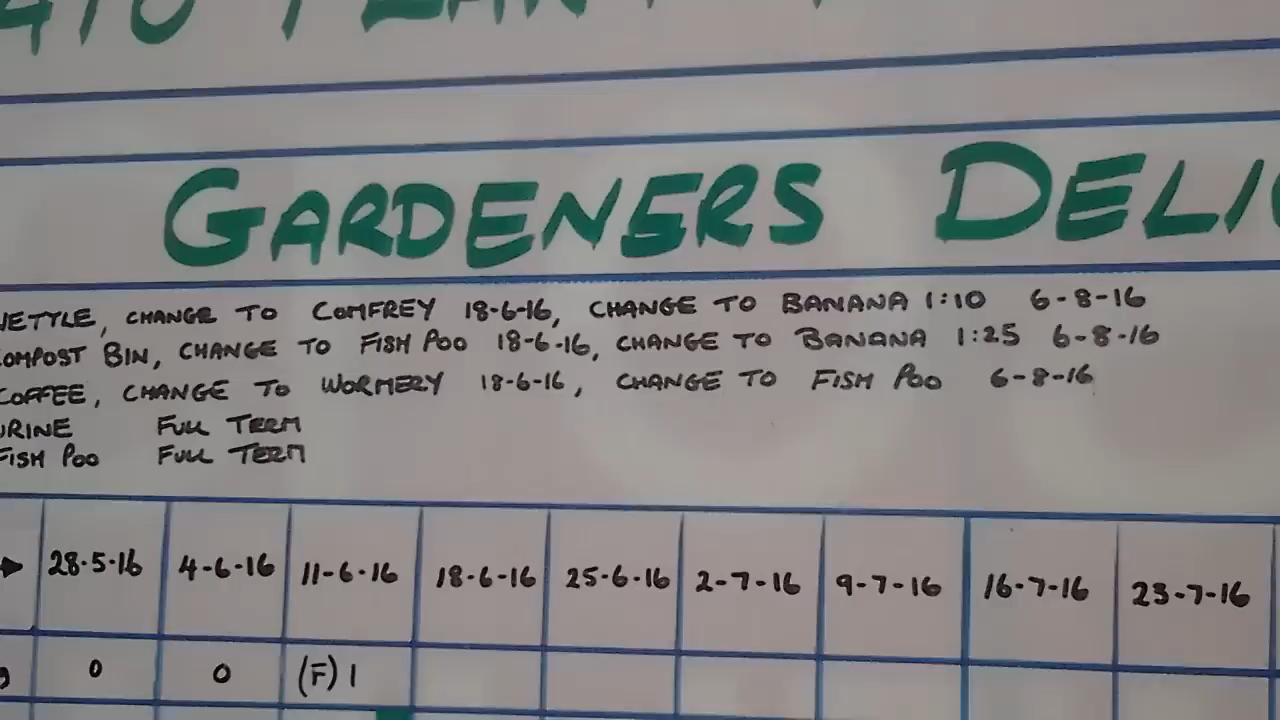 GARDENERS DELI
NETTLE, CHANGE TO COMFREY 18-6-16, CHANGE TO BANANA 1:10 6-8-16
COMPOST BIN, CHANGE TO FISH POO 18-6-16, CHANGE TO BANANA 1:25 6-8-16
COFFEE, CHANGE TO WORMERY 18-6-16, CHANGE TO FISH POO 6-8-16
URINE FULL TERM
FISH POO FULL TERM
28-5-16 4-6-16 11-6-16 18-6-16 25-6-16 2-7-16 9-7-16 16-7-16 23-7-16
0 0 (F) 1